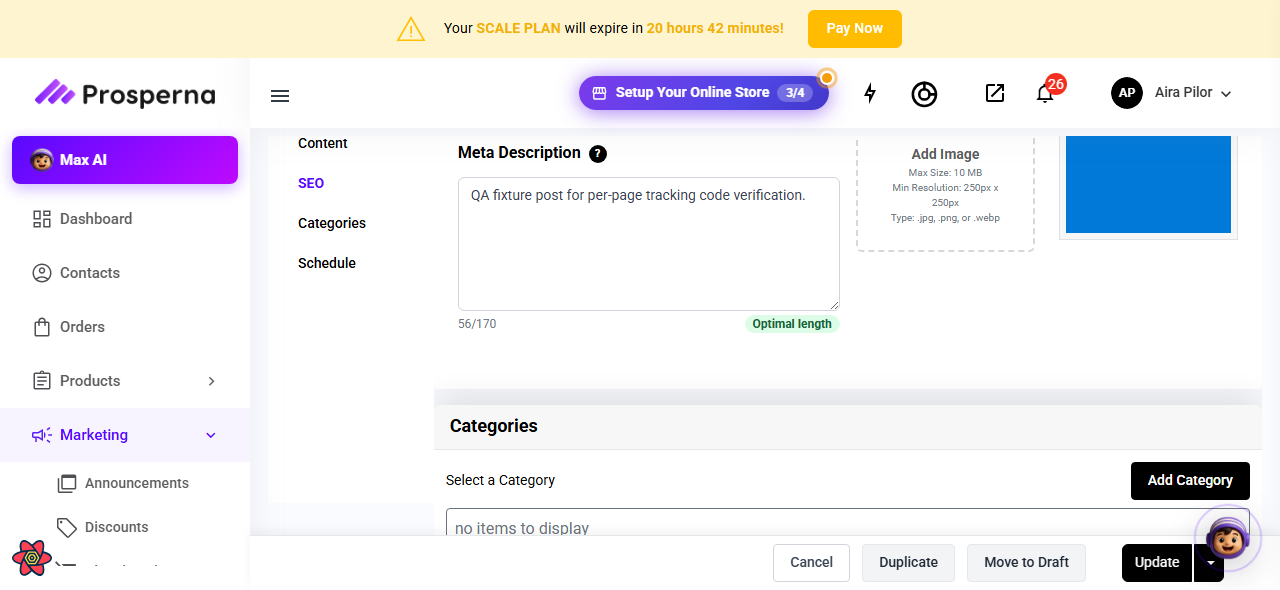 Your SCALE PLAN will expire in 20 hours 42 minutes!
Pay Now
Prosperna
Setup Your Online Store 3/4
26
AP
Aira Pilor
Max AI
Dashboard
Contacts
Orders
Products
Marketing
Announcements
Discounts
Content
SEO
Categories
Schedule
Meta Description ?
QA fixture post for per-page tracking code verification.
56/170
Optimal length
Add Image
Max Size: 10 MB
Min Resolution: 250px x
250px
Type: .jpg, .png, or .webp
Categories
Select a Category
Add Category
no items to display
Cancel
Duplicate
Move to Draft
Update